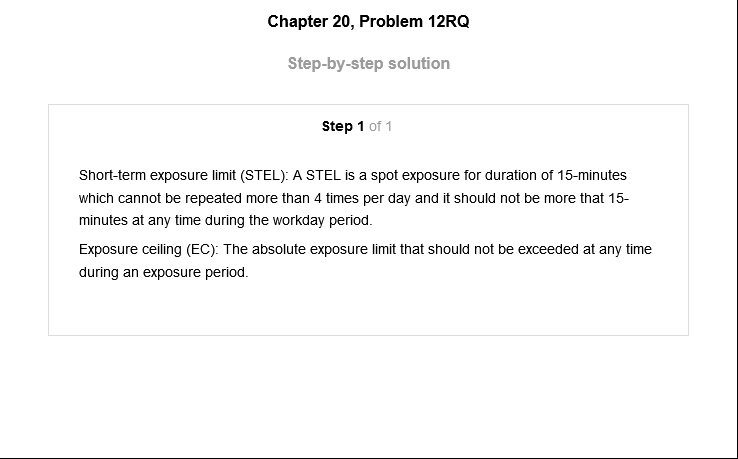 Chapter 20, Problem 12RQ
Step-by-step solution
Step 1 of 1
Short-term exposure limit (STEL): A STEL is a spot exposure for duration of 15-minutes
which cannot be repeated more than 4 times per day and it should not be more that 15-
minutes at any time during the workday period.
Exposure ceiling (EC): The absolute exposure limit that should not be exceeded at any time
during an exposure period.